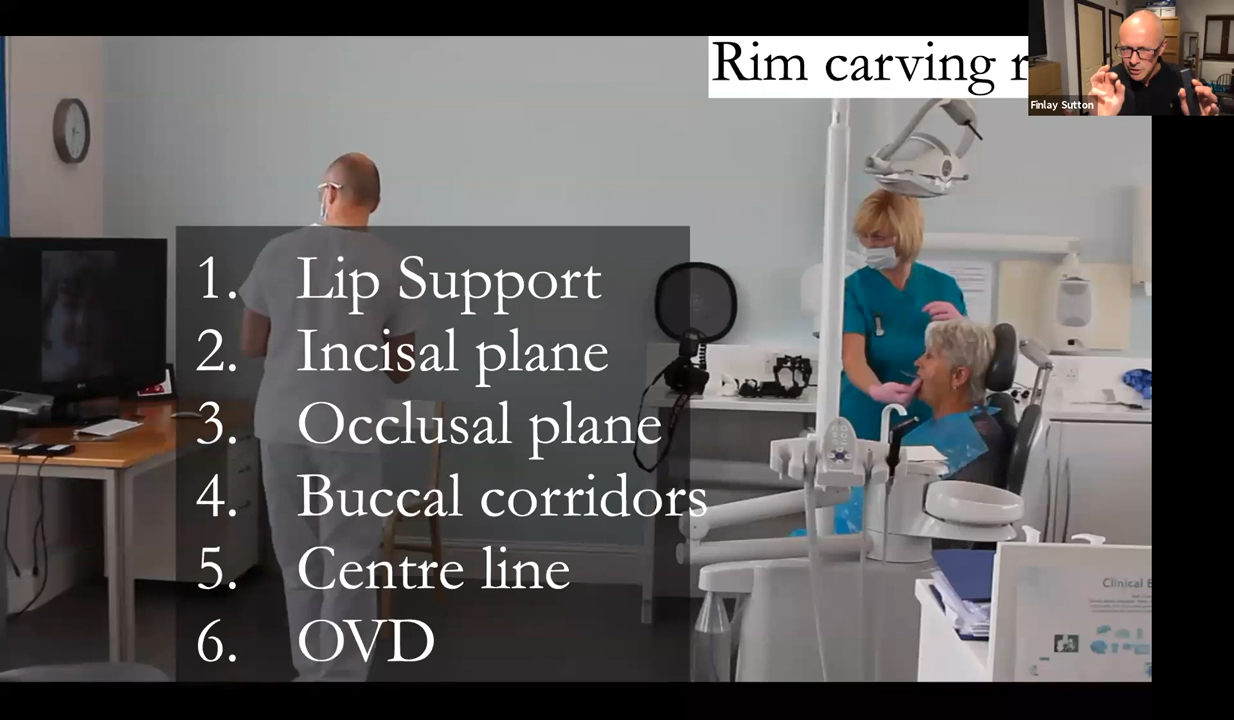 Rim carving r
Finlay Sutton
1. Lip Support
2. Incisal plane
3. Occlusal plane
4. Buccal corridors
5. Centre line
6. OVD
Clinical